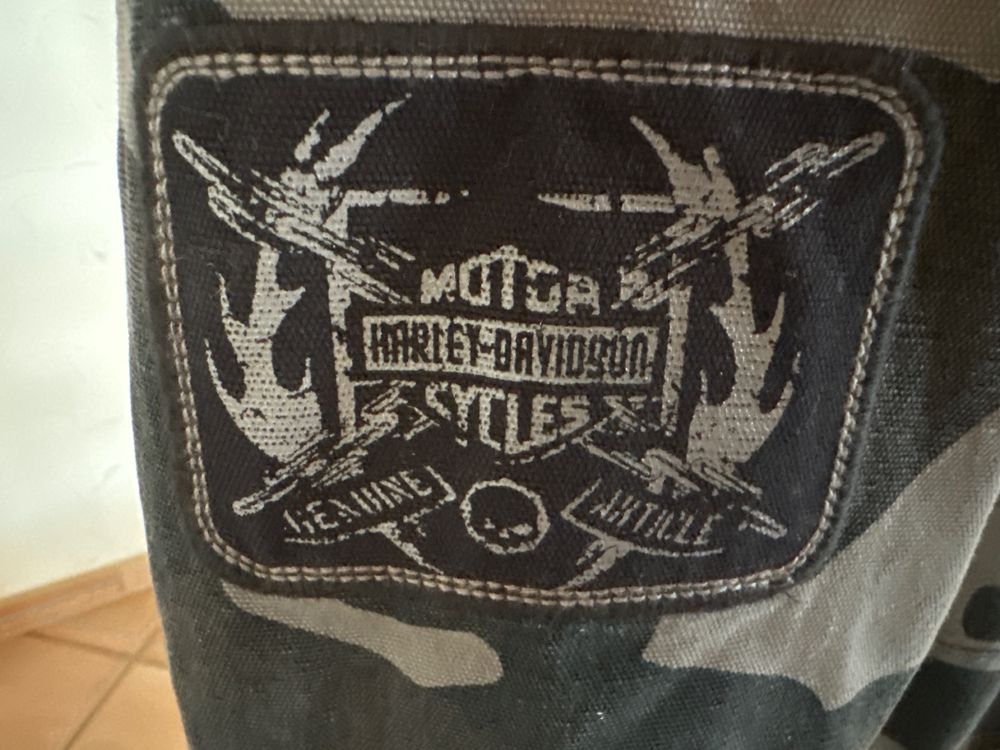 MOTOR
HARLEY-DAVIDSON
CYCLES
GENUINE
ARTICLE